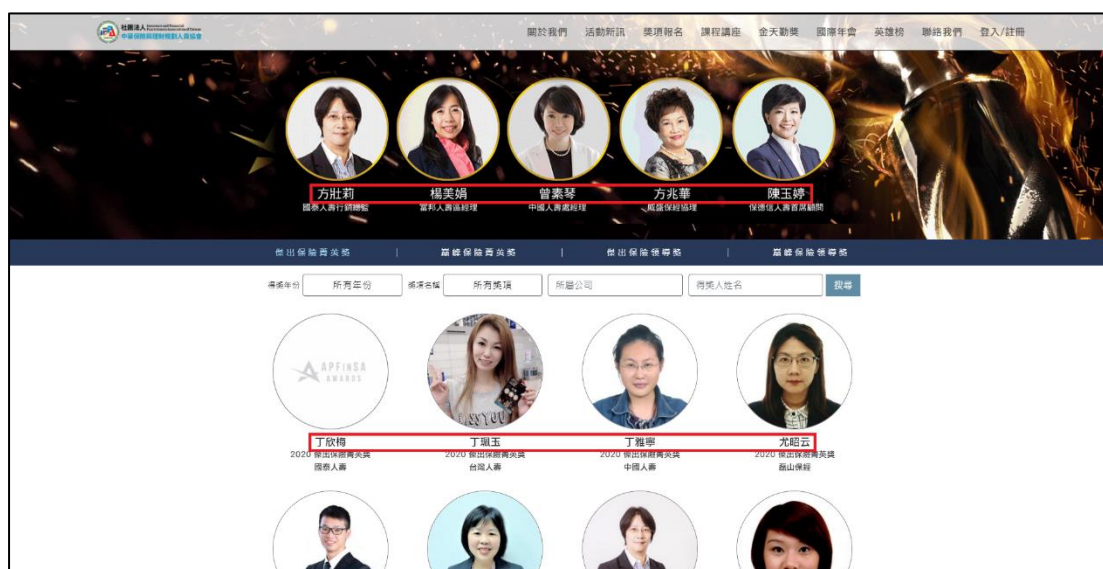 社團法人
中華保險與理財規劃人員協會
關於我們 活動新訊 獎項報名 課程講座 金天勤獎 國際年會 英雄榜 聯絡我們 登入/註冊
方壯莉 楊美娟 曾素琴 方兆華 陳玉婷
國泰人壽行銷總監 富邦人壽區經理 中國人壽處經理 威盛保經協理 保德信人壽首席顧問
傑出保險菁英獎 | 巔峰保險菁英獎 | 傑出保險領導獎 | 巔峰保險領導獎
得獎年份 所有年份 獎項名稱 所有獎項 所屬公司 得獎人姓名 搜尋
APFinSA
AWARDS
丁欣梅 丁珮玉 丁雅寧 尤昭云
2020 傑出保險菁英獎 2020 傑出保險菁英獎 2020 傑出保險菁英獎 2020 傑出保險菁英獎
國泰人壽 台灣人壽 中國人壽 磊山保經